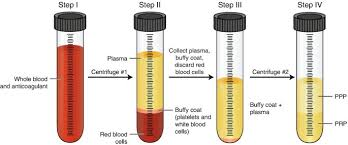 Step I
Step II
Step III
Step IV
Whole blood
and anticoagulant
Centrifuge #1
Plasma
Buffy coat
(platelets and
white blood
cells)
Red blood
cells
Collect plasma,
buffy coat,
discard red
blood cells
Buffy coat +
plasma
Centrifuge #2
PPP
PRP